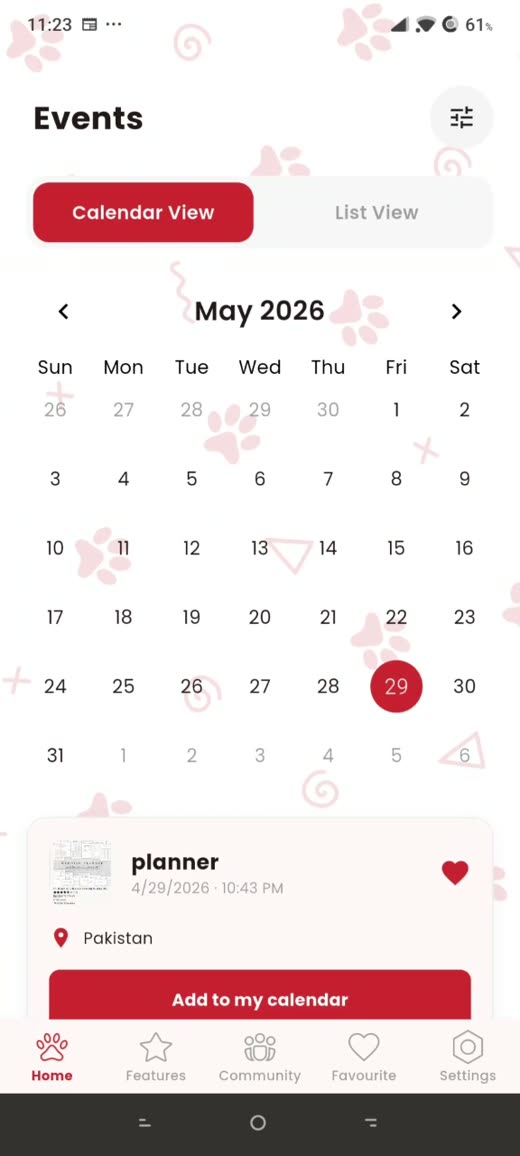 11:23 61%
Events
Calendar View List View
May 2026
Sun Mon Tue Wed Thu Fri Sat
26 27 28 29 30 1 2
3 4 5 6 7 8 9
10 11 12 13 14 15 16
17 18 19 20 21 22 23
24 25 26 27 28 29 30
31 1 2 3 4 5 6
planner
4/29/2026 · 10:43 PM
Pakistan
Add to my calendar
Home Features Community Favourite Settings